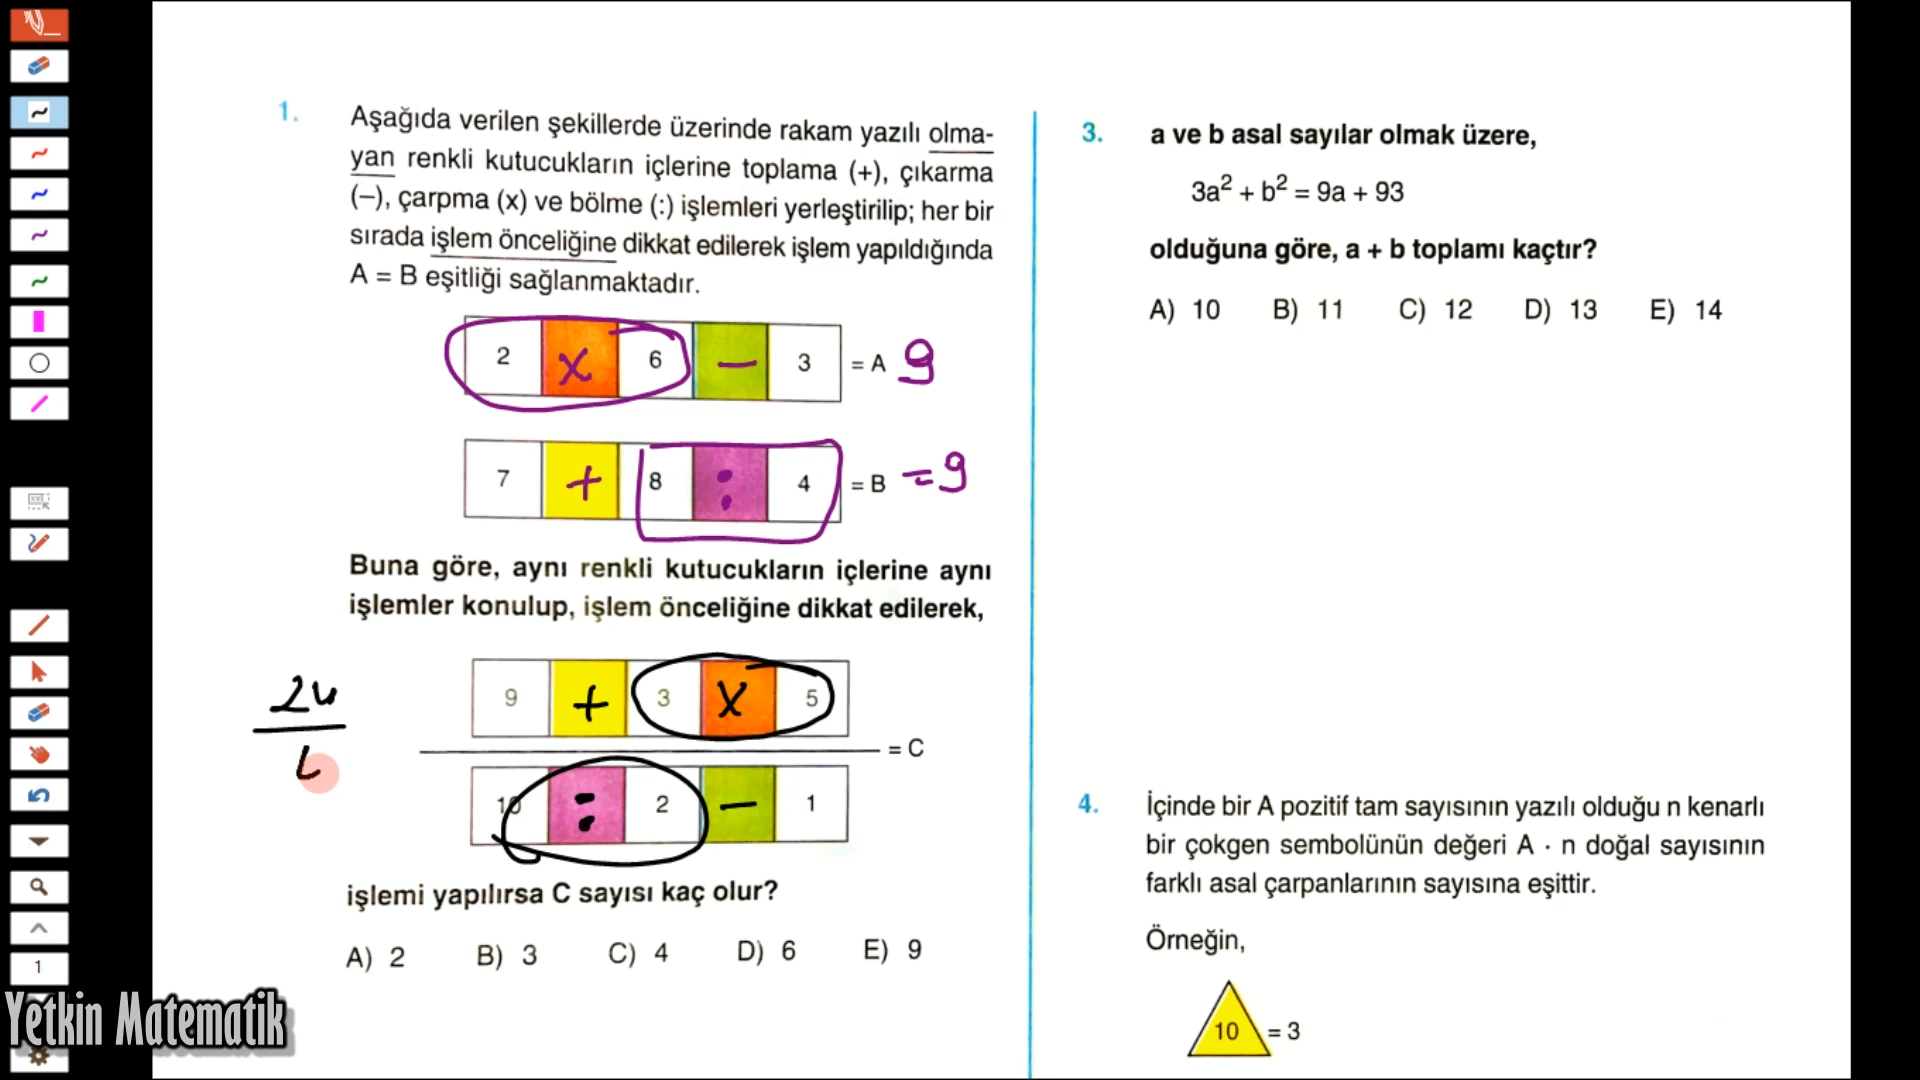 1.
Aşağıda verilen şekillerde üzerinde rakam yazılı olma-
yan renkli kutucukların içlerine toplama (+), çıkarma
(–), çarpma (x) ve bölme (:) işlemleri yerleştirilip; her bir
sırada işlem önceliğine dikkat edilerek işlem yapıldığında
A = B eşitliği sağlanmaktadır.
2 x 6 – 3 = A 9
7 + 8 : 4 = B = 9
Buna göre, aynı renkli kutucukların içlerine aynı
işlemler konulup, işlem önceliğine dikkat edilerek,
9 + 3 x 5
= C
10 : 2 – 1
24
işlemi yapılırsa C sayısı kaç olur?
A) 2 B) 3 C) 4 D) 6 E) 9
3.
a ve b asal sayılar olmak üzere,
3a² + b² = 9a + 93
olduğuna göre, a + b toplamı kaçtır?
A) 10 B) 11 C) 12 D) 13 E) 14
4.
İçinde bir A pozitif tam sayısının yazılı olduğu n kenarlı
bir çokgen sembolünün değeri A · n doğal sayısının
farklı asal çarpanlarının sayısına eşittir.
Örneğin,
10 = 3
1
Yetkin Matematik